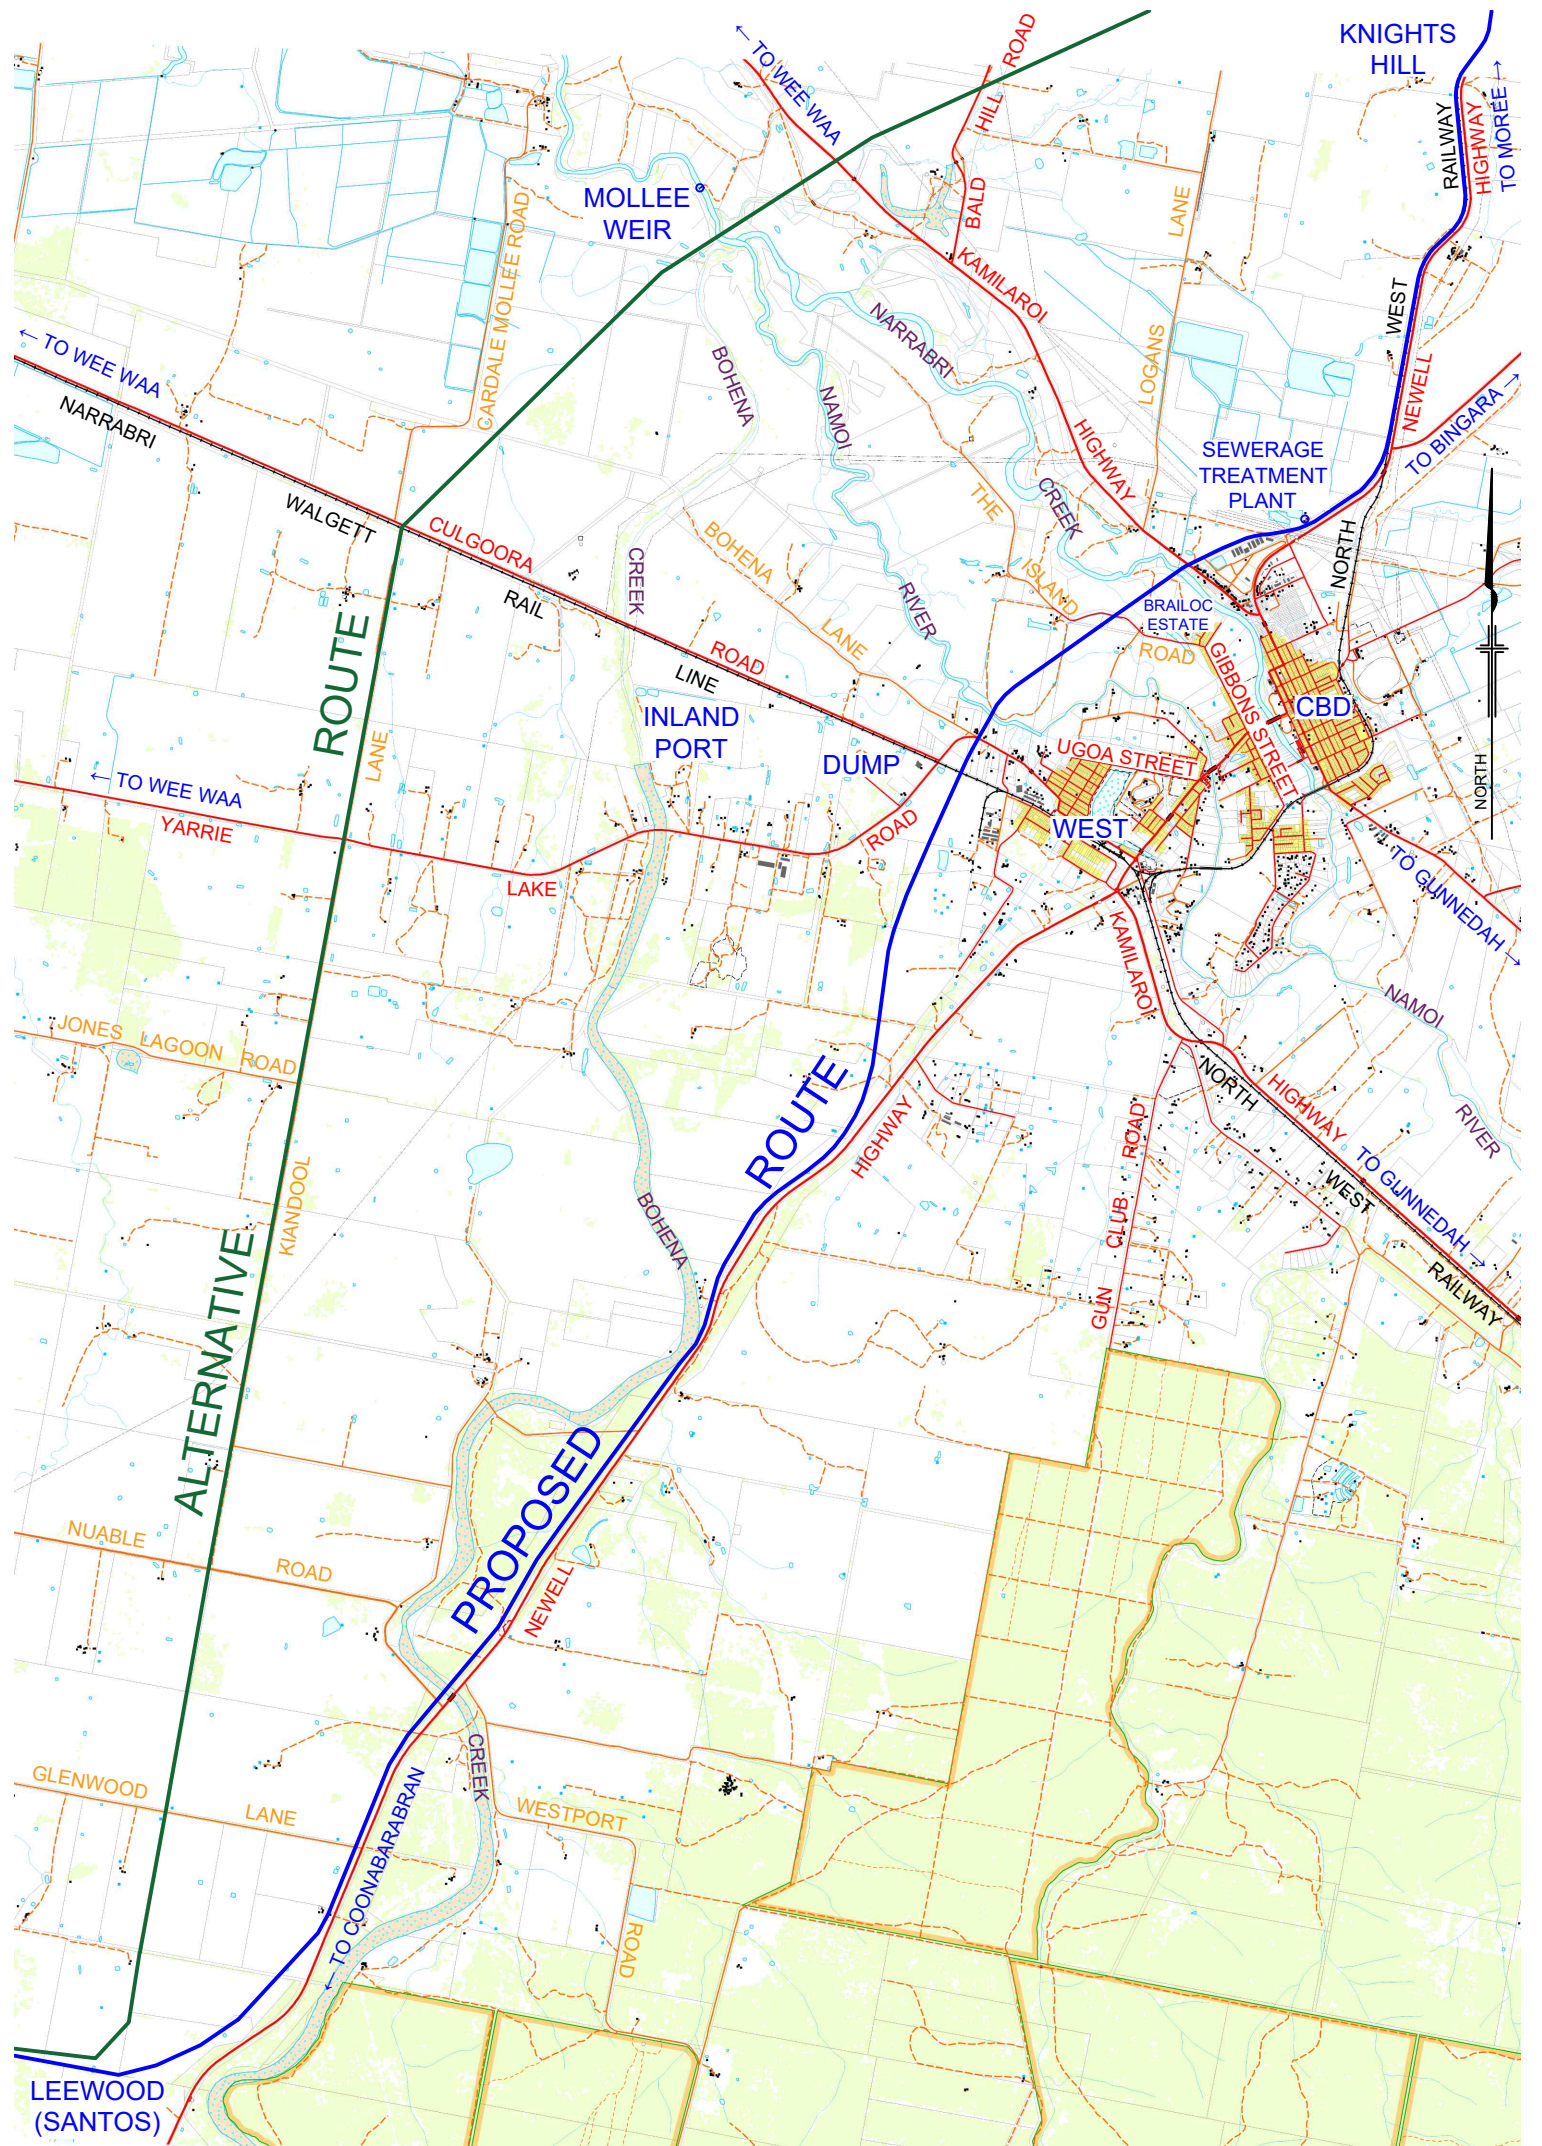 KNIGHTS
HILL
← TO WEE WAA
HILL
ROAD
RAILWAY
HIGHWAY
TO MOREE →
MOLLEE
WEIR
BALD
LANE
CARDALE MOLLEE ROAD
KAMILAROI
WEST
NARRABRI
← TO WEE WAA
NARRABRI
BOHENA
NAMOI
LOGANS
NEWELL
TO BINGARA →
HIGHWAY
SEWERAGE
TREATMENT
PLANT
WALGETT
CULGOORA
THE
CREEK
BOHENA
NORTH
CREEK
RAIL
RIVER
ISLAND
BRAILOC
ESTATE
ROUTE
LANE
ROAD
ROAD
LINE
GIBBONS STREET
CBD
INLAND
PORT
LANE
DUMP
UGOA STREET
NORTH
← TO WEE WAA
YARRIE
ROAD
WEST
LAKE
TO GUNNEDAH →
KAMILAROI
NAMOI
JONES LAGOON ROAD
ROUTE
NORTH
HIGHWAY
HIGHWAY
ROAD
RIVER
KIANDOOL
TO GUNNEDAH →
WEST
BOHENA
CLUB
RAILWAY
GUN
ALTERNATIVE
PROPOSED
NUABLE
ROAD
NEWELL
GLENWOOD
LANE
CREEK
WESTPORT
← TO COONABARABRAN
ROAD
LEEWOOD
(SANTOS)